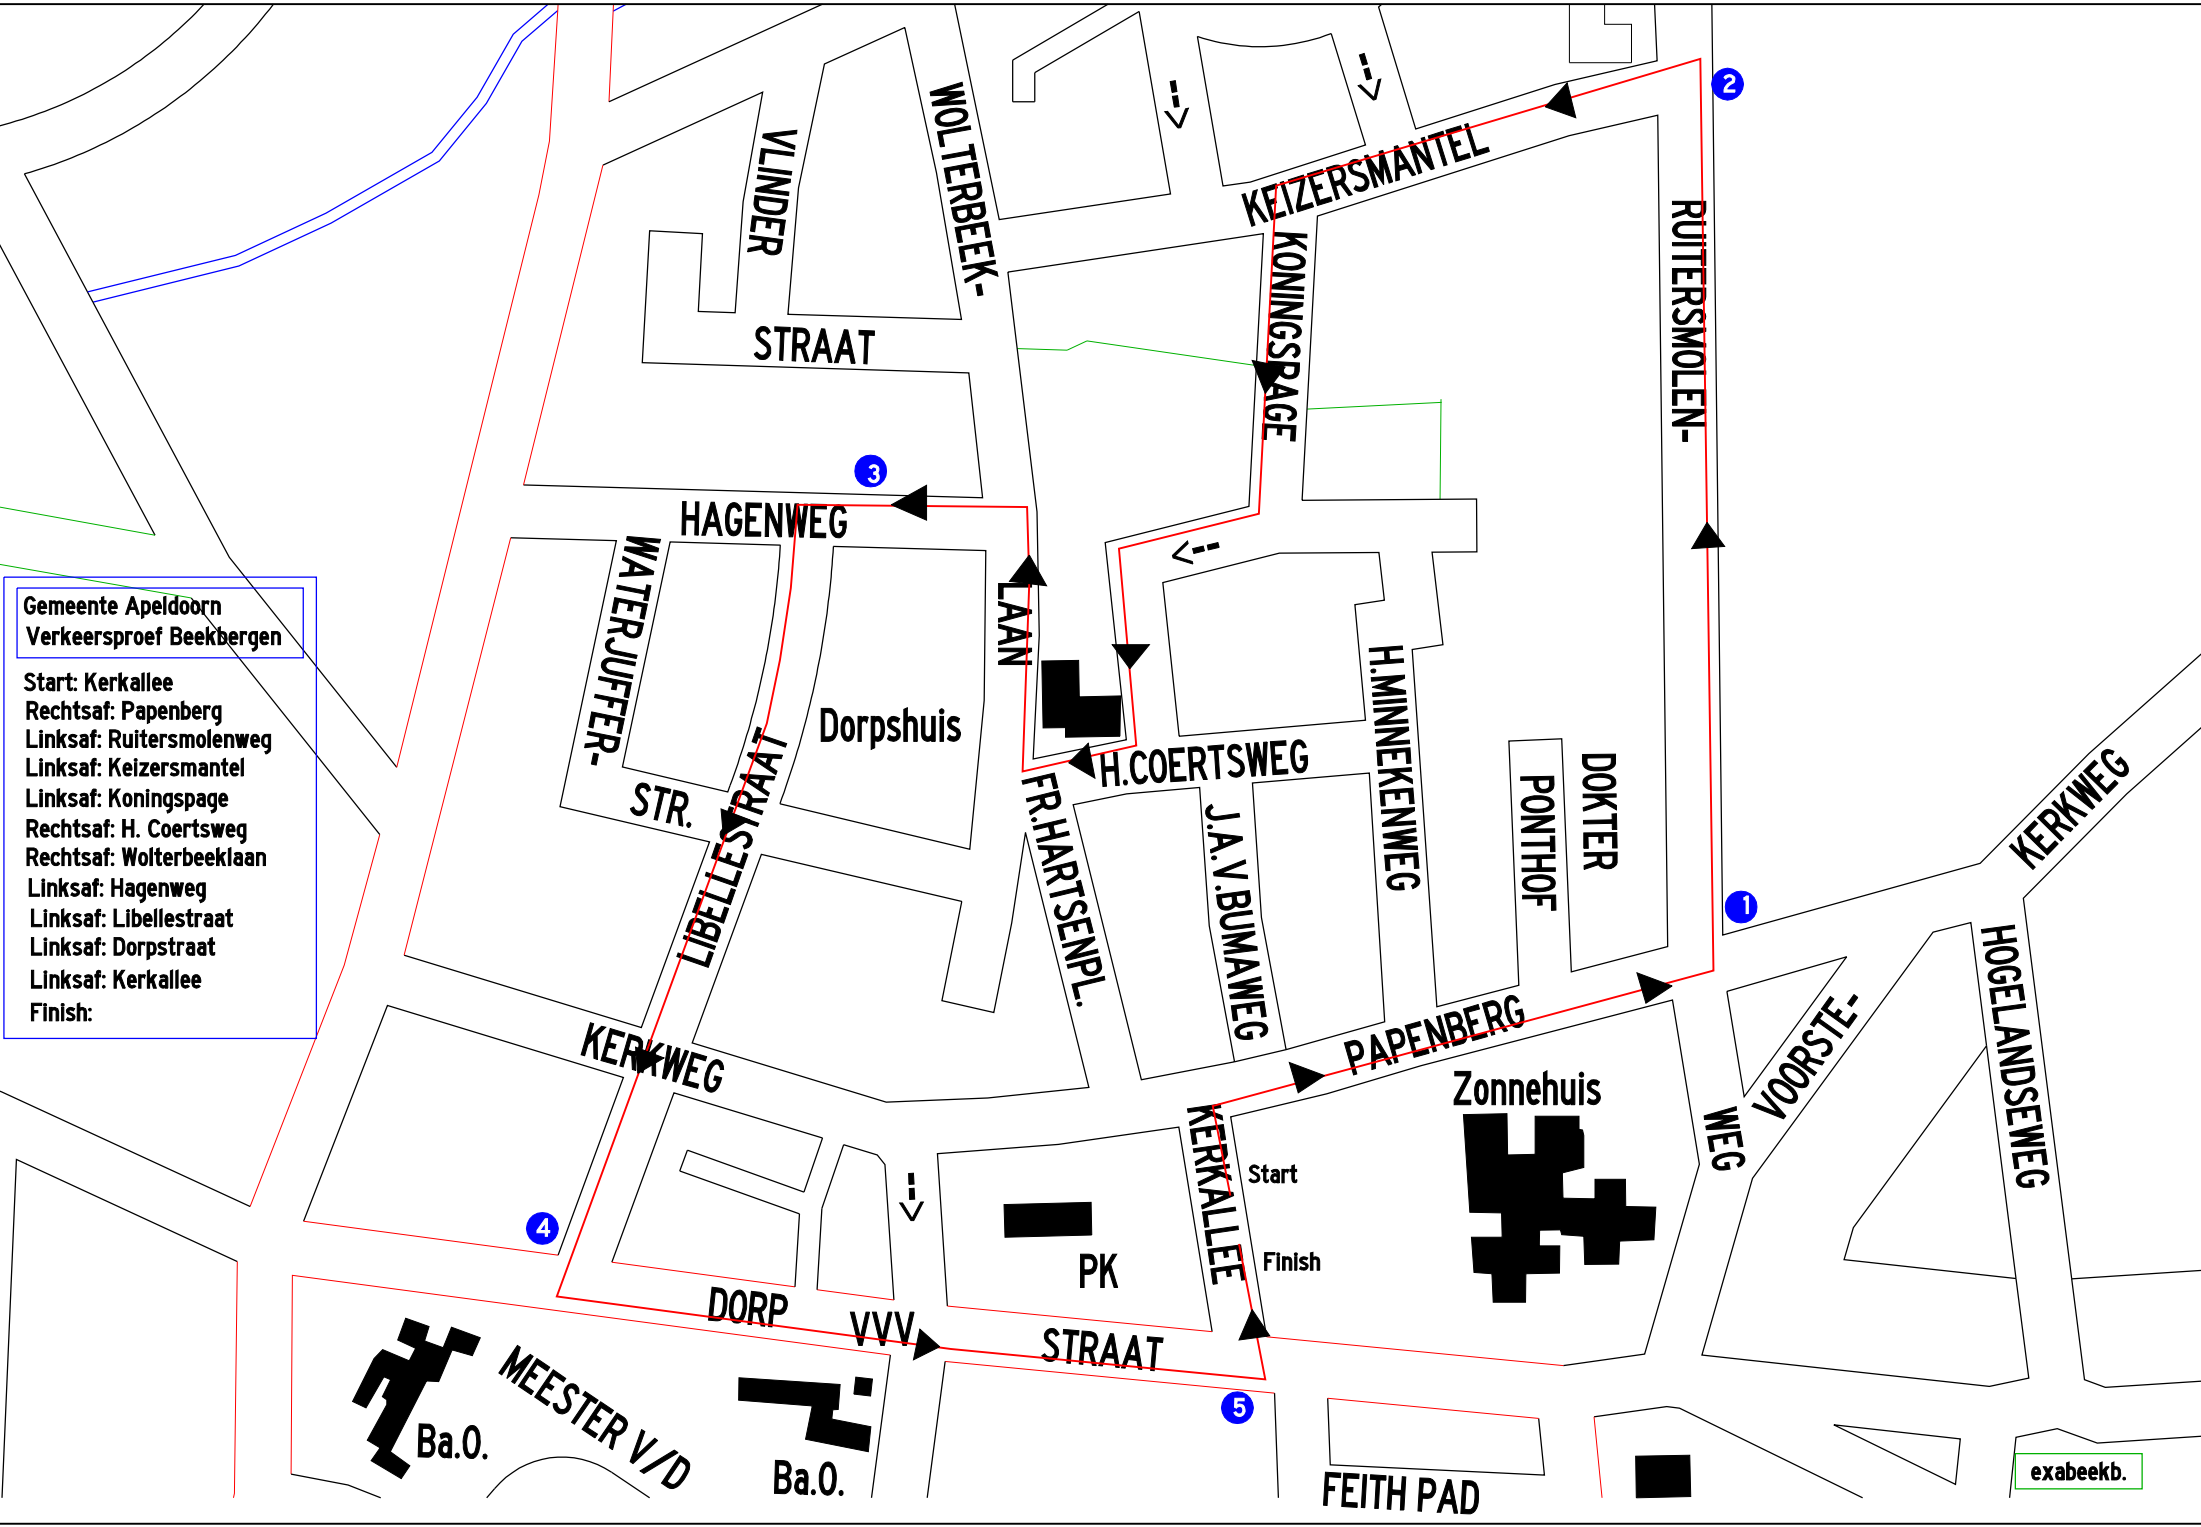 2
WOLTERBEEK-
VLINDER
KEIZERSMANTEL
RUITERSMOLEN-
KONINGSPAGE
STRAAT
3
HAGENWEG
WATERJUFFER-
LAAN
Gemeente Apeldoorn
Verkeersproef Beekbergen
Start: Kerkallee
Rechtsaf: Papenberg
Linksaf: Ruitersmolenweg
Linksaf: Keizersmantel
Linksaf: Koningspage
Rechtsaf: H. Coertsweg
Rechtsaf: Wolterbeeklaan
Linksaf: Hagenweg
Linksaf: Libellestraat
Linksaf: Dorpstraat
Linksaf: Kerkallee
Finish:
Dorpshuis
H.COERTSWEG
H.MINNEKENWEG
DOKTER
PONTHOF
KERKWEG
STR.
LIBELLESTRAAT
FR.HARTSENPL.
J.A.V.BUMAWEG
1
HOGELANDSEWEG
VOORSTE-
WEG
PAPENBERG
KERKWEG
Zonnehuis
KERKALLEE
Start
Finish
4
PK
DORP
VVV
STRAAT
5
MEESTER V/D
Ba.O.
Ba.O.
FEITH PAD
exabeekb.